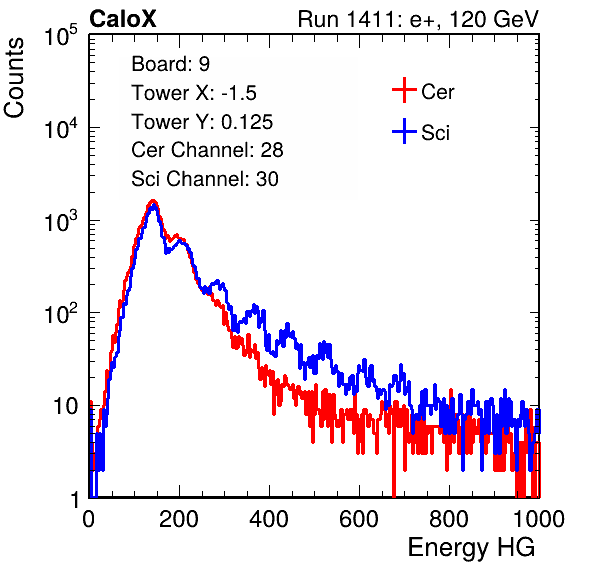 CaloX Run 1411: e+, 120 GeV
Counts
Board: 9
Tower X: -1.5
Tower Y: 0.125
Cer Channel: 28
Sci Channel: 30
Cer
Sci
10^5
10^4
10^3
10^2
10
1
0 200 400 600 800 1000
Energy HG